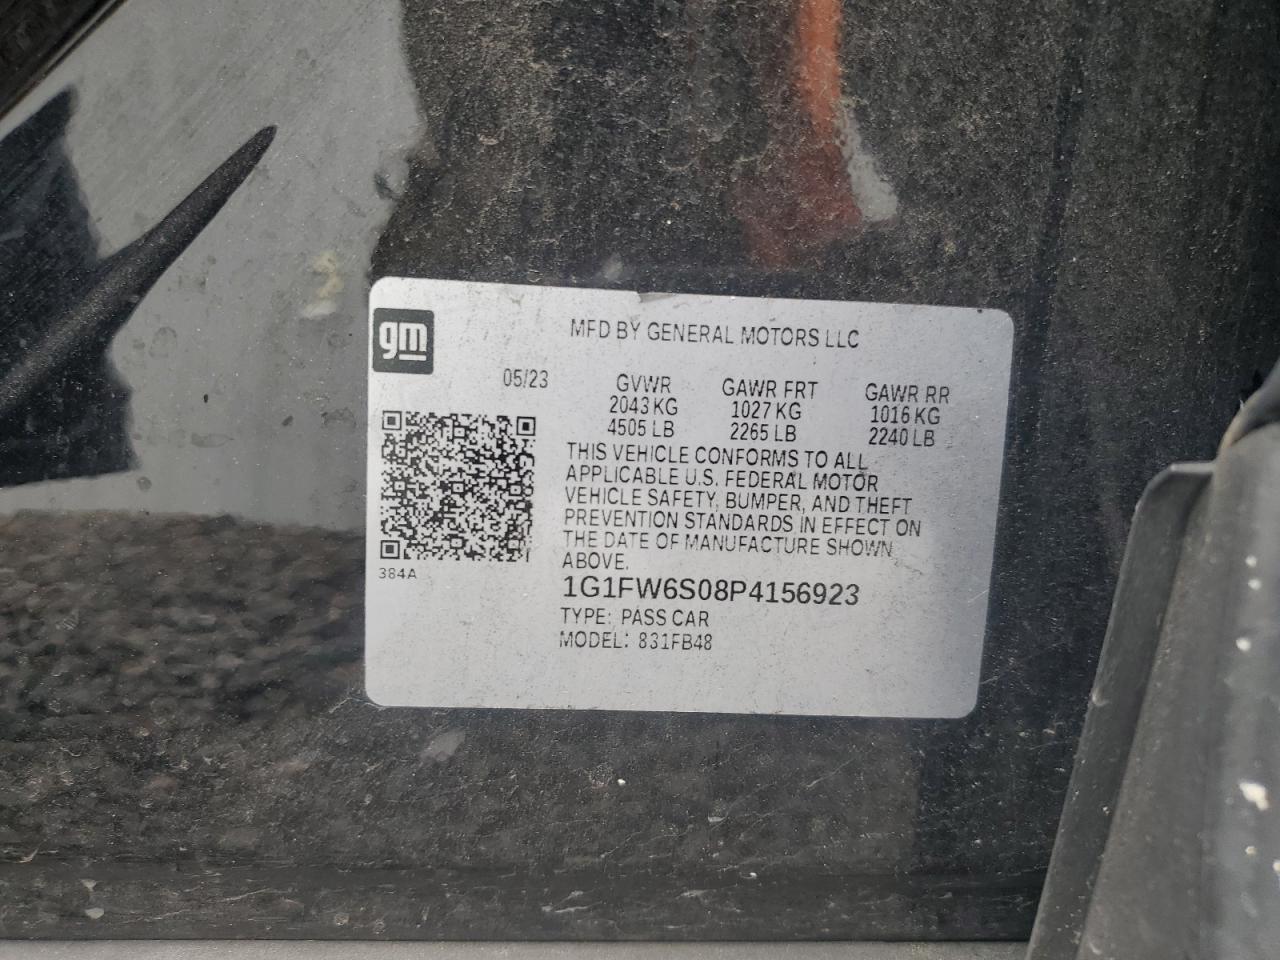 gm
MFD BY GENERAL MOTORS LLC
05/23 GVWR GAWR FRT GAWR RR
2043 KG 1027 KG 1016 KG
4505 LB 2265 LB 2240 LB
THIS VEHICLE CONFORMS TO ALL
APPLICABLE U.S. FEDERAL MOTOR
VEHICLE SAFETY, BUMPER, AND THEFT
PREVENTION STANDARDS IN EFFECT ON
THE DATE OF MANUFACTURE SHOWN
ABOVE.
384A
1G1FW6S08P4156923
TYPE: PASS CAR
MODEL: 831FB48